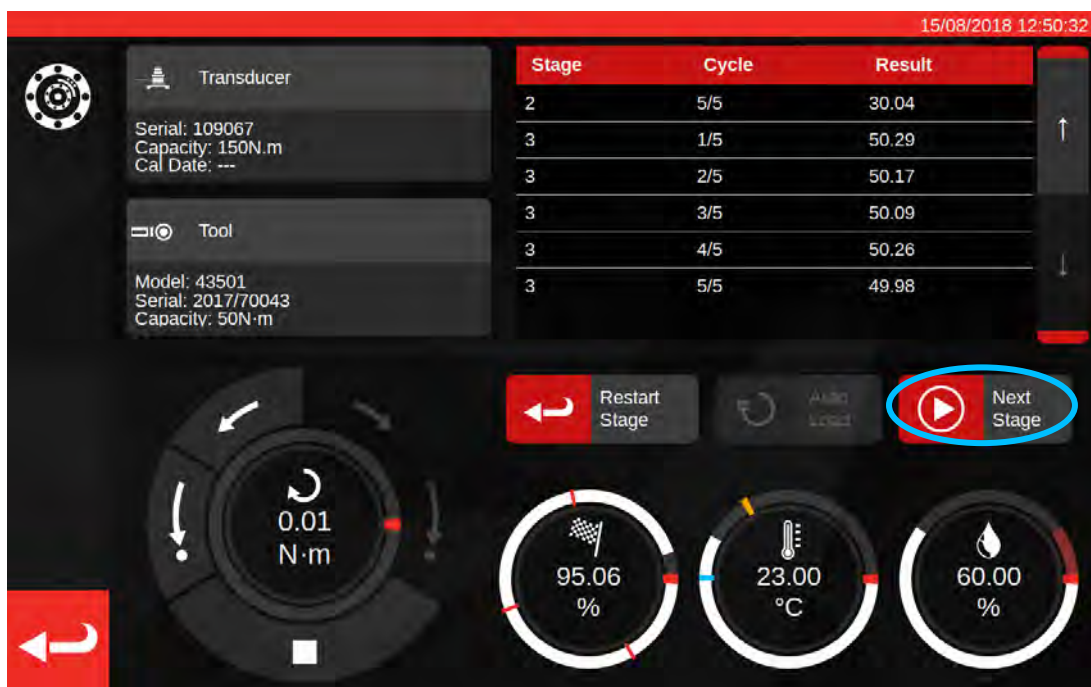 15/08/2018 12:50:32
Transducer
Serial: 109067
Capacity: 150N.m
Cal Date: ---
Tool
Model: 43501
Serial: 2017/70043
Capacity: 50N·m
Stage Cycle Result
2 5/5 30.04
3 1/5 50.29
3 2/5 50.17
3 3/5 50.09
3 4/5 50.26
3 5/5 49.98
Restart
Stage
Auto
Load
Next
Stage
0.01
N·m
95.06
%
23.00
°C
60.00
%